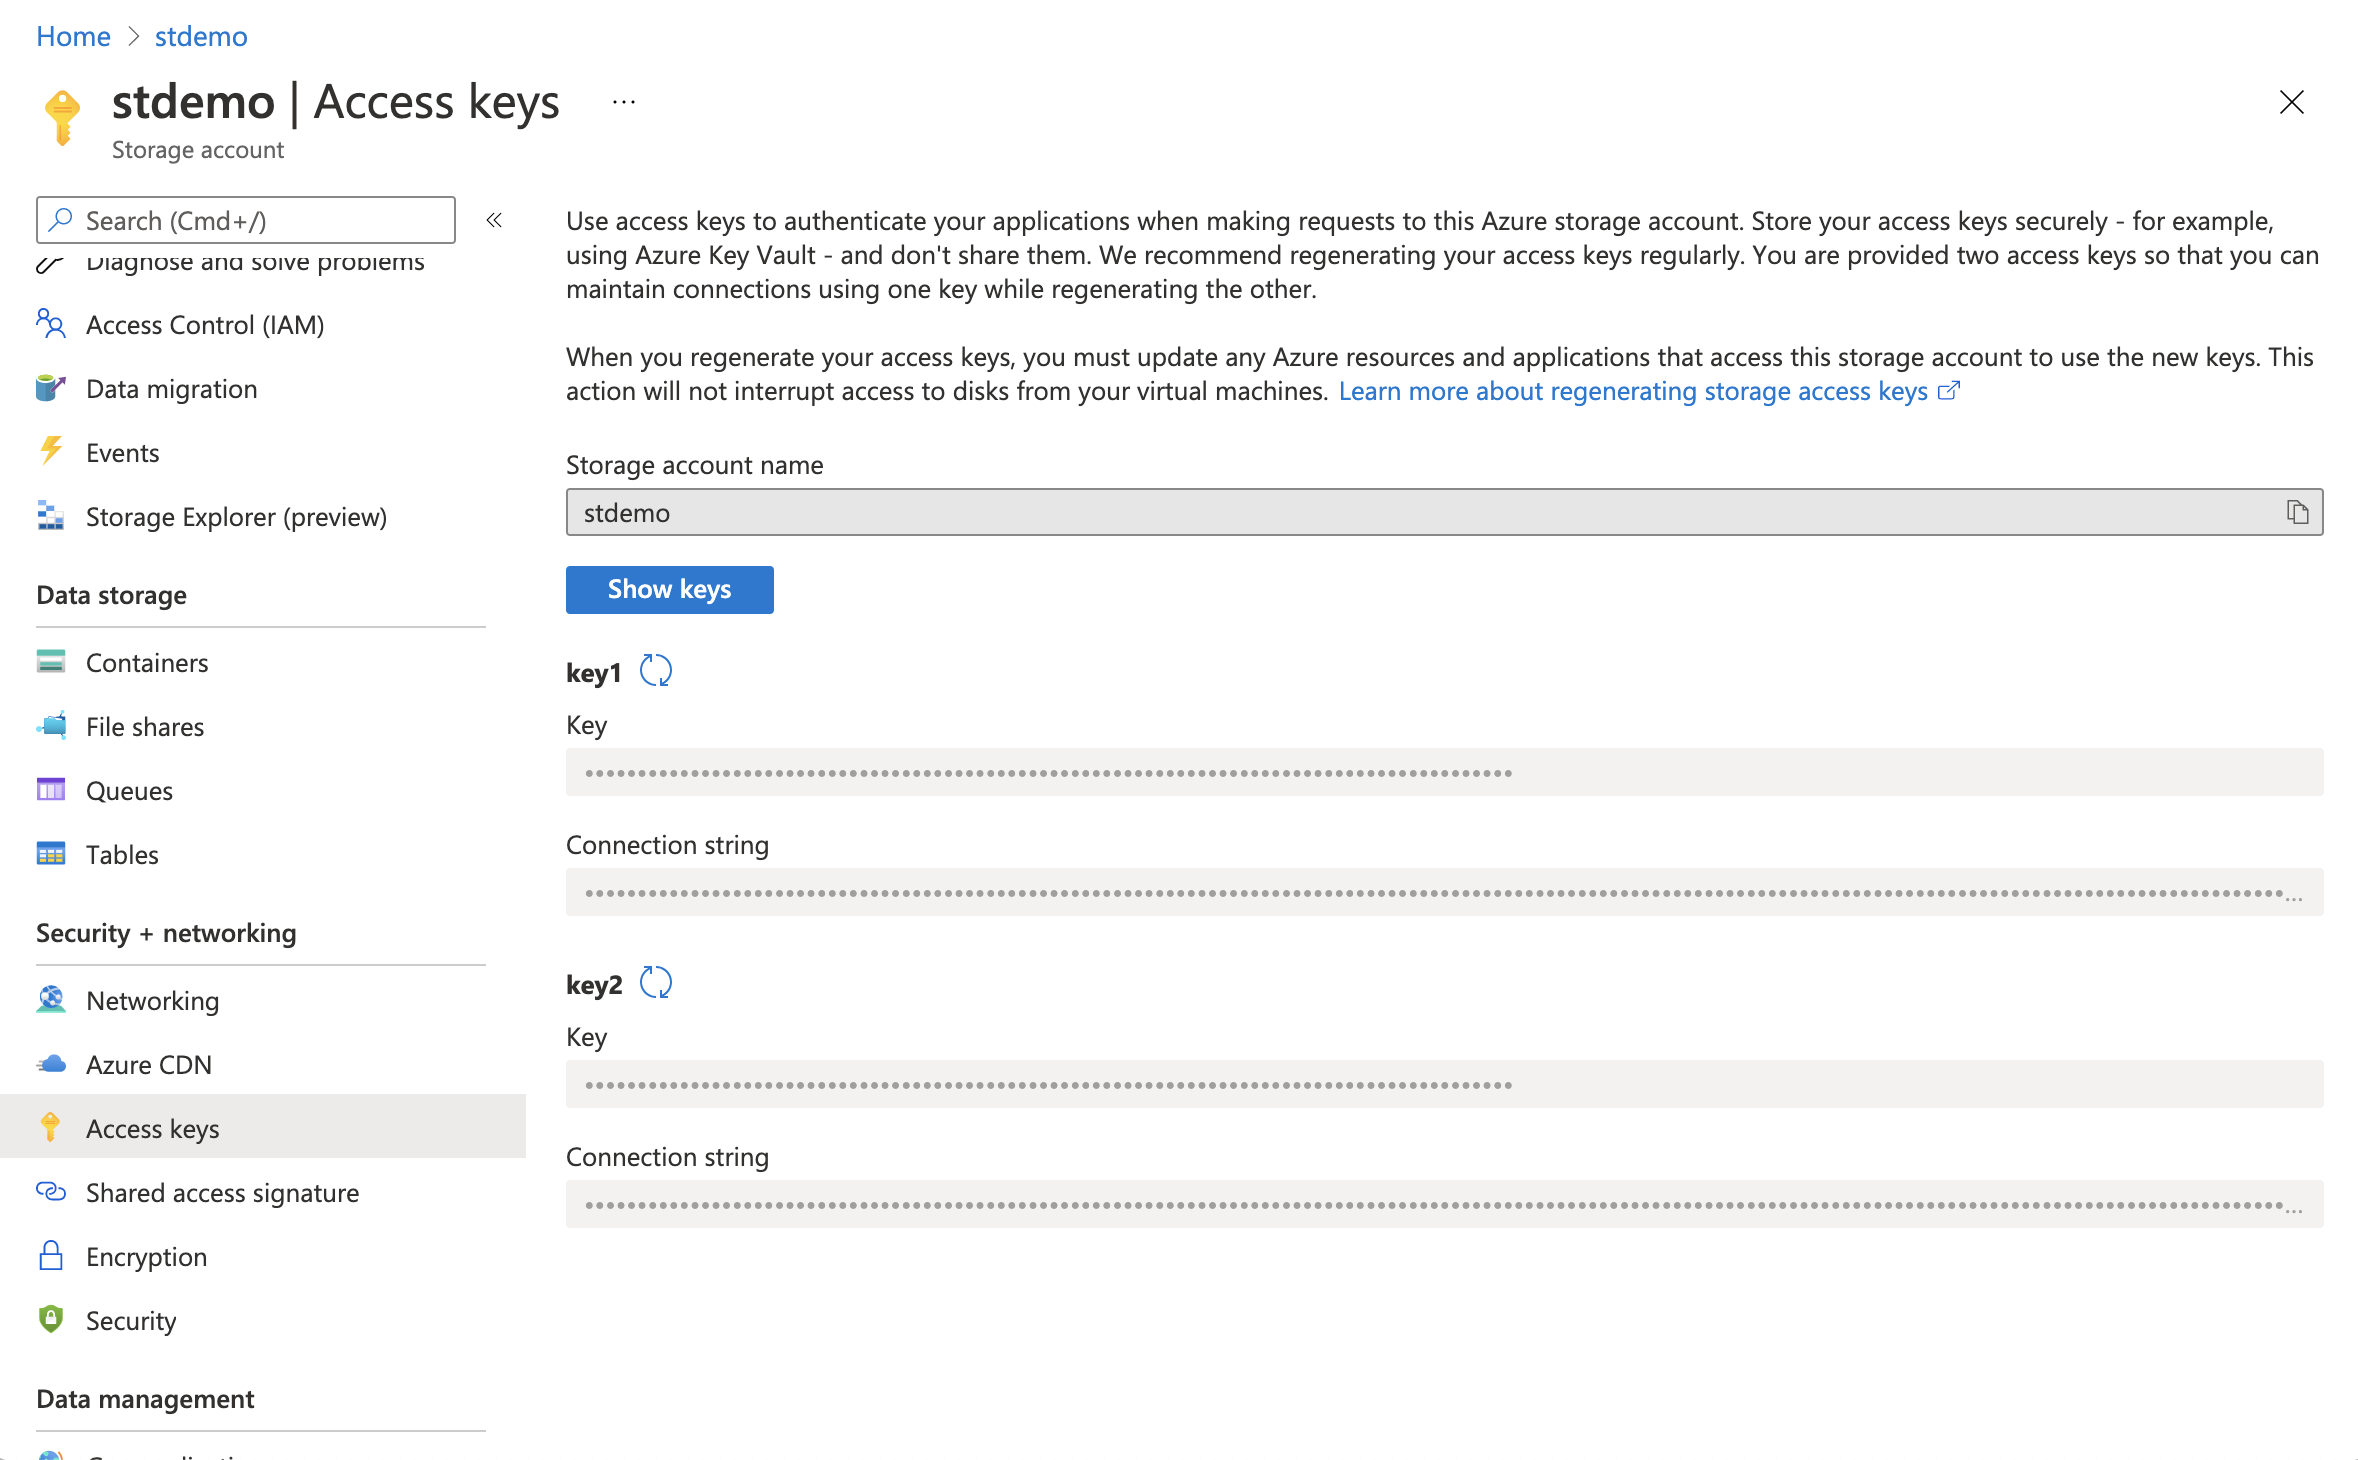 Home > stdemo
stdemo | Access keys ...
Storage account
Search (Cmd+/)
Diagnose and solve problems
Access Control (IAM)
Data migration
Events
Storage Explorer (preview)
Data storage
Containers
File shares
Queues
Tables
Security + networking
Networking
Azure CDN
Access keys
Shared access signature
Encryption
Security
Data management
Use access keys to authenticate your applications when making requests to this Azure storage account. Store your access keys securely - for example,
using Azure Key Vault - and don't share them. We recommend regenerating your access keys regularly. You are provided two access keys so that you can
maintain connections using one key while regenerating the other.
When you regenerate your access keys, you must update any Azure resources and applications that access this storage account to use the new keys. This
action will not interrupt access to disks from your virtual machines. Learn more about regenerating storage access keys
Storage account name
stdemo
Show keys
key1
Key
Connection string
key2
Key
Connection string